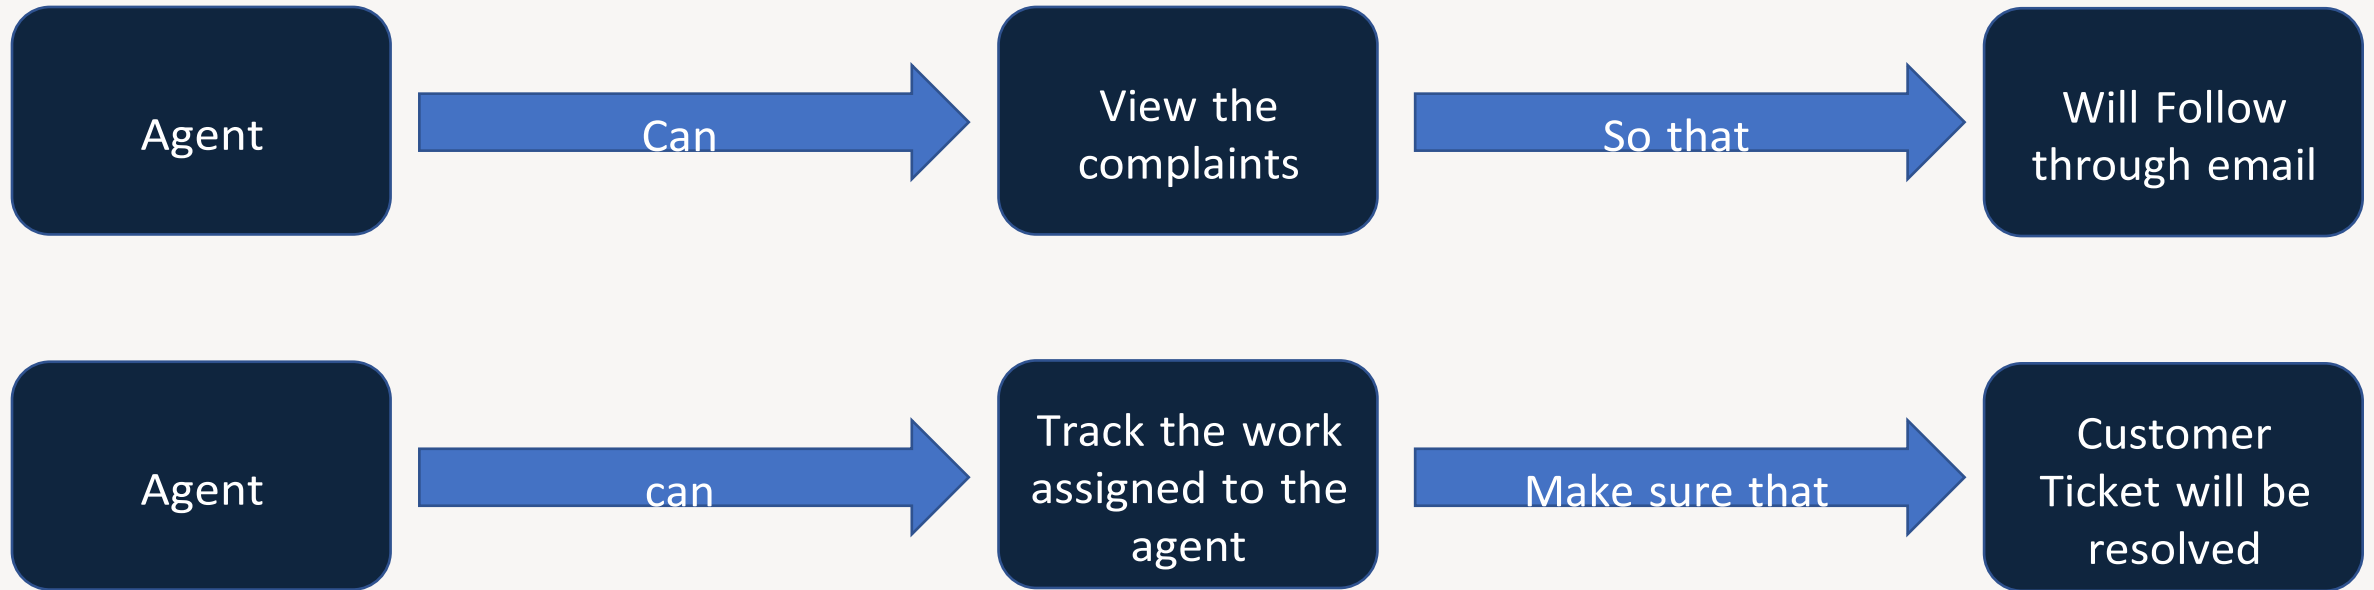 Agent
Can
View the
complaints
So that
Will Follow
through email
Agent
can
Track the work
assigned to the
agent
Make sure that
Customer
Ticket will be
resolved